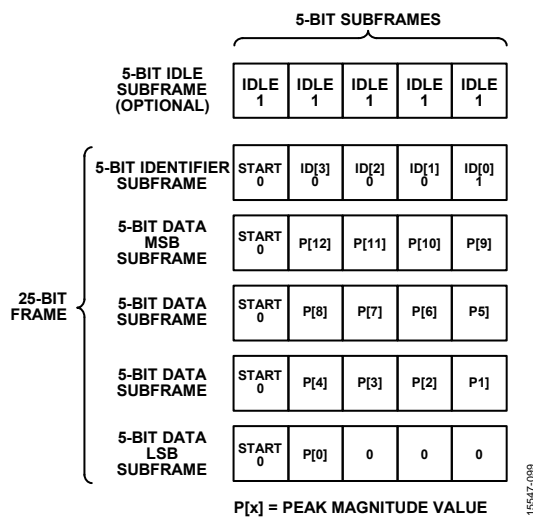 5-BIT SUBFRAMES
5-BIT IDLE
SUBFRAME
(OPTIONAL)
IDLE
1
IDLE
1
IDLE
1
IDLE
1
IDLE
1
25-BIT
FRAME
5-BIT IDENTIFIER
SUBFRAME
START
0
ID[3]
0
ID[2]
0
ID[1]
0
ID[0]
1
5-BIT DATA
MSB
SUBFRAME
START
0
P[12]
P[11]
P[10]
P[9]
5-BIT DATA
SUBFRAME
START
0
P[8]
P[7]
P[6]
P5]
5-BIT DATA
SUBFRAME
START
0
P[4]
P[3]
P[2]
P1]
5-BIT DATA
LSB
SUBFRAME
START
0
P[0]
0
0
0
P[x] = PEAK MAGNITUDE VALUE
15547-099